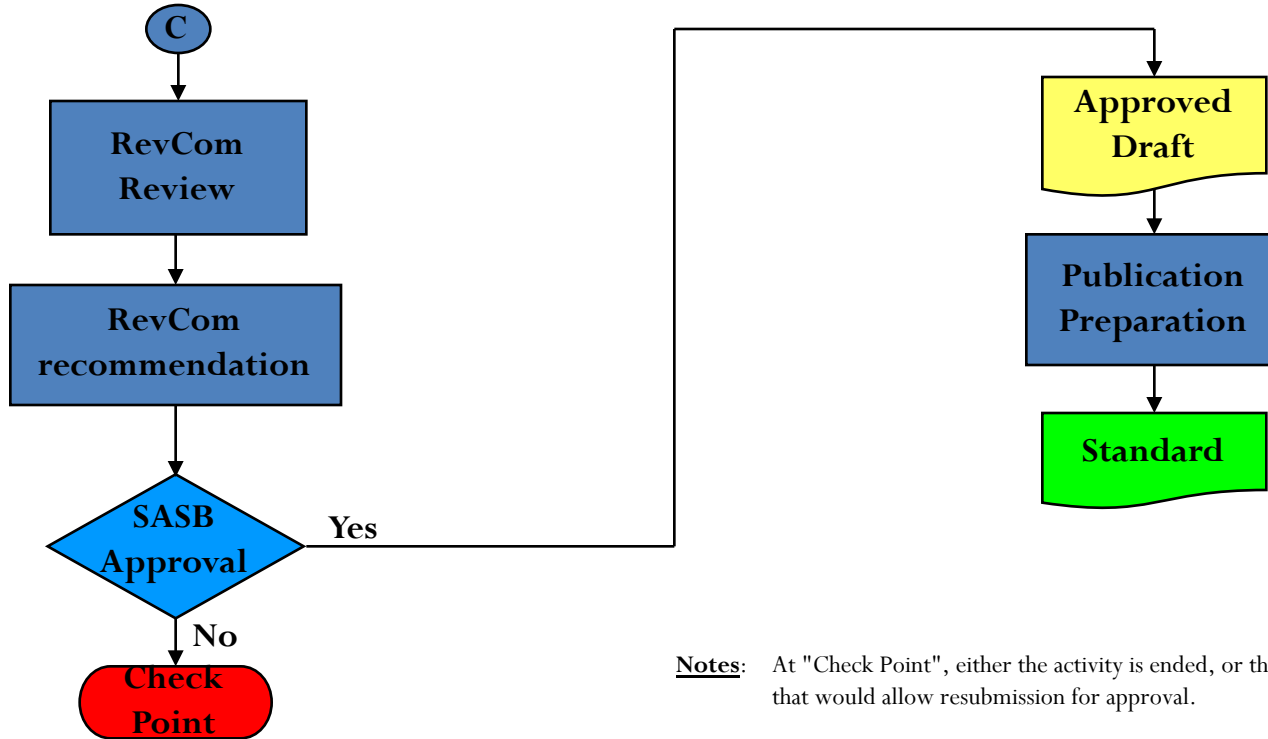 C
RevCom
Review
RevCom
recommendation
SASB
Approval
Yes
No
Check
Point
Approved
Draft
Publication
Preparation
Standard
Notes: At "Check Point", either the activity is ended, or
that would allow resubmission for approval.